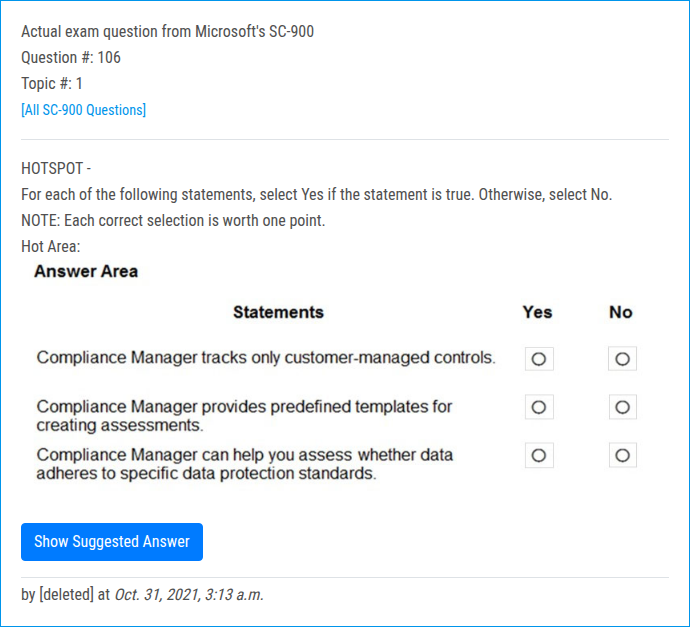 Actual exam question from Microsoft's SC-900
Question #: 106
Topic #: 1
[All SC-900 Questions]
HOTSPOT -
For each of the following statements, select Yes if the statement is true. Otherwise, select No.
NOTE: Each correct selection is worth one point.
Hot Area:
Answer Area
Statements Yes No
Compliance Manager tracks only customer-managed controls.
Compliance Manager provides predefined templates for
creating assessments.
Compliance Manager can help you assess whether data
adheres to specific data protection standards.
Show Suggested Answer
by [deleted] at Oct. 31, 2021, 3:13 a.m.